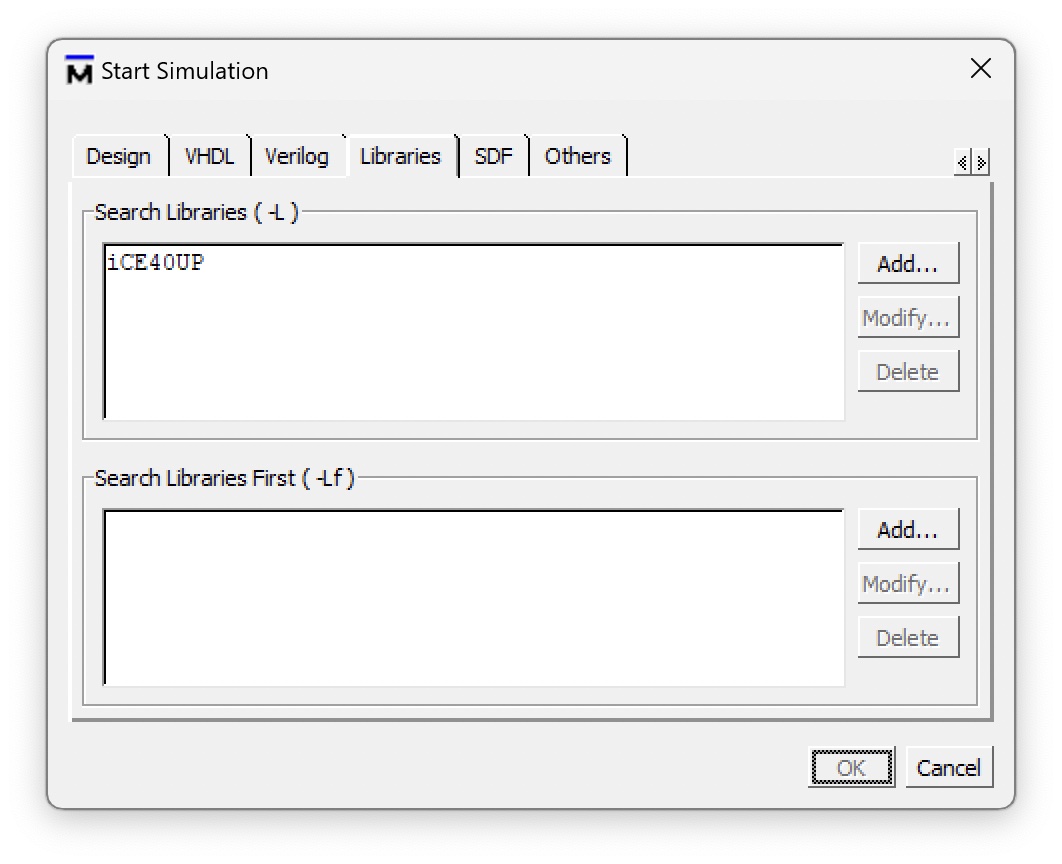 Start Simulation
Design VHDL Verilog Libraries SDF Others
Search Libraries ( -L )
iCE40UP
Add...
Modify...
Delete
Search Libraries First ( -Lf )
Add...
Modify...
Delete
OK Cancel